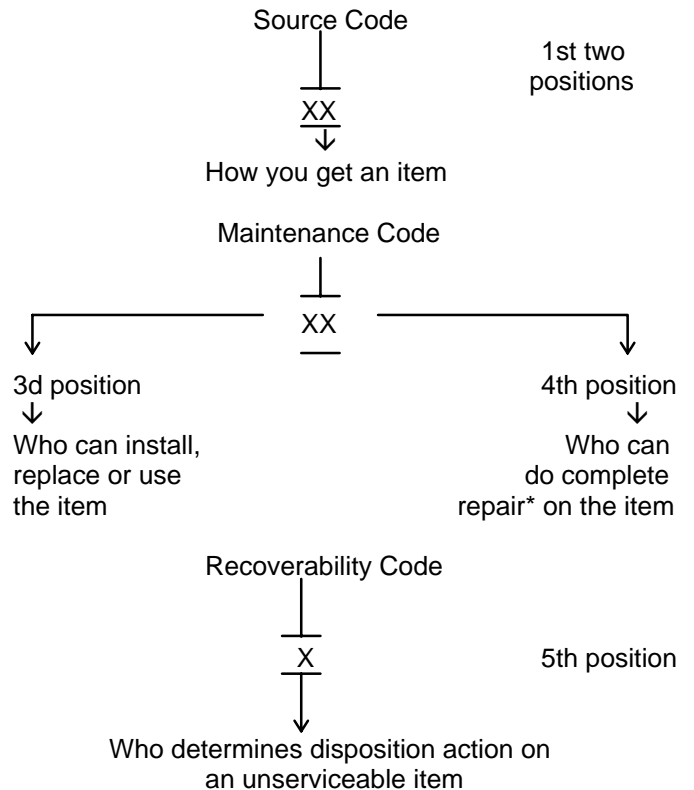 Source Code
1st two
positions
XX
How you get an item
Maintenance Code
XX
3d position
4th position
Who can install,
replace or use
the item
Who can
do complete
repair* on the item
Recoverability Code
X
5th position
Who determines disposition action on
an unserviceable item